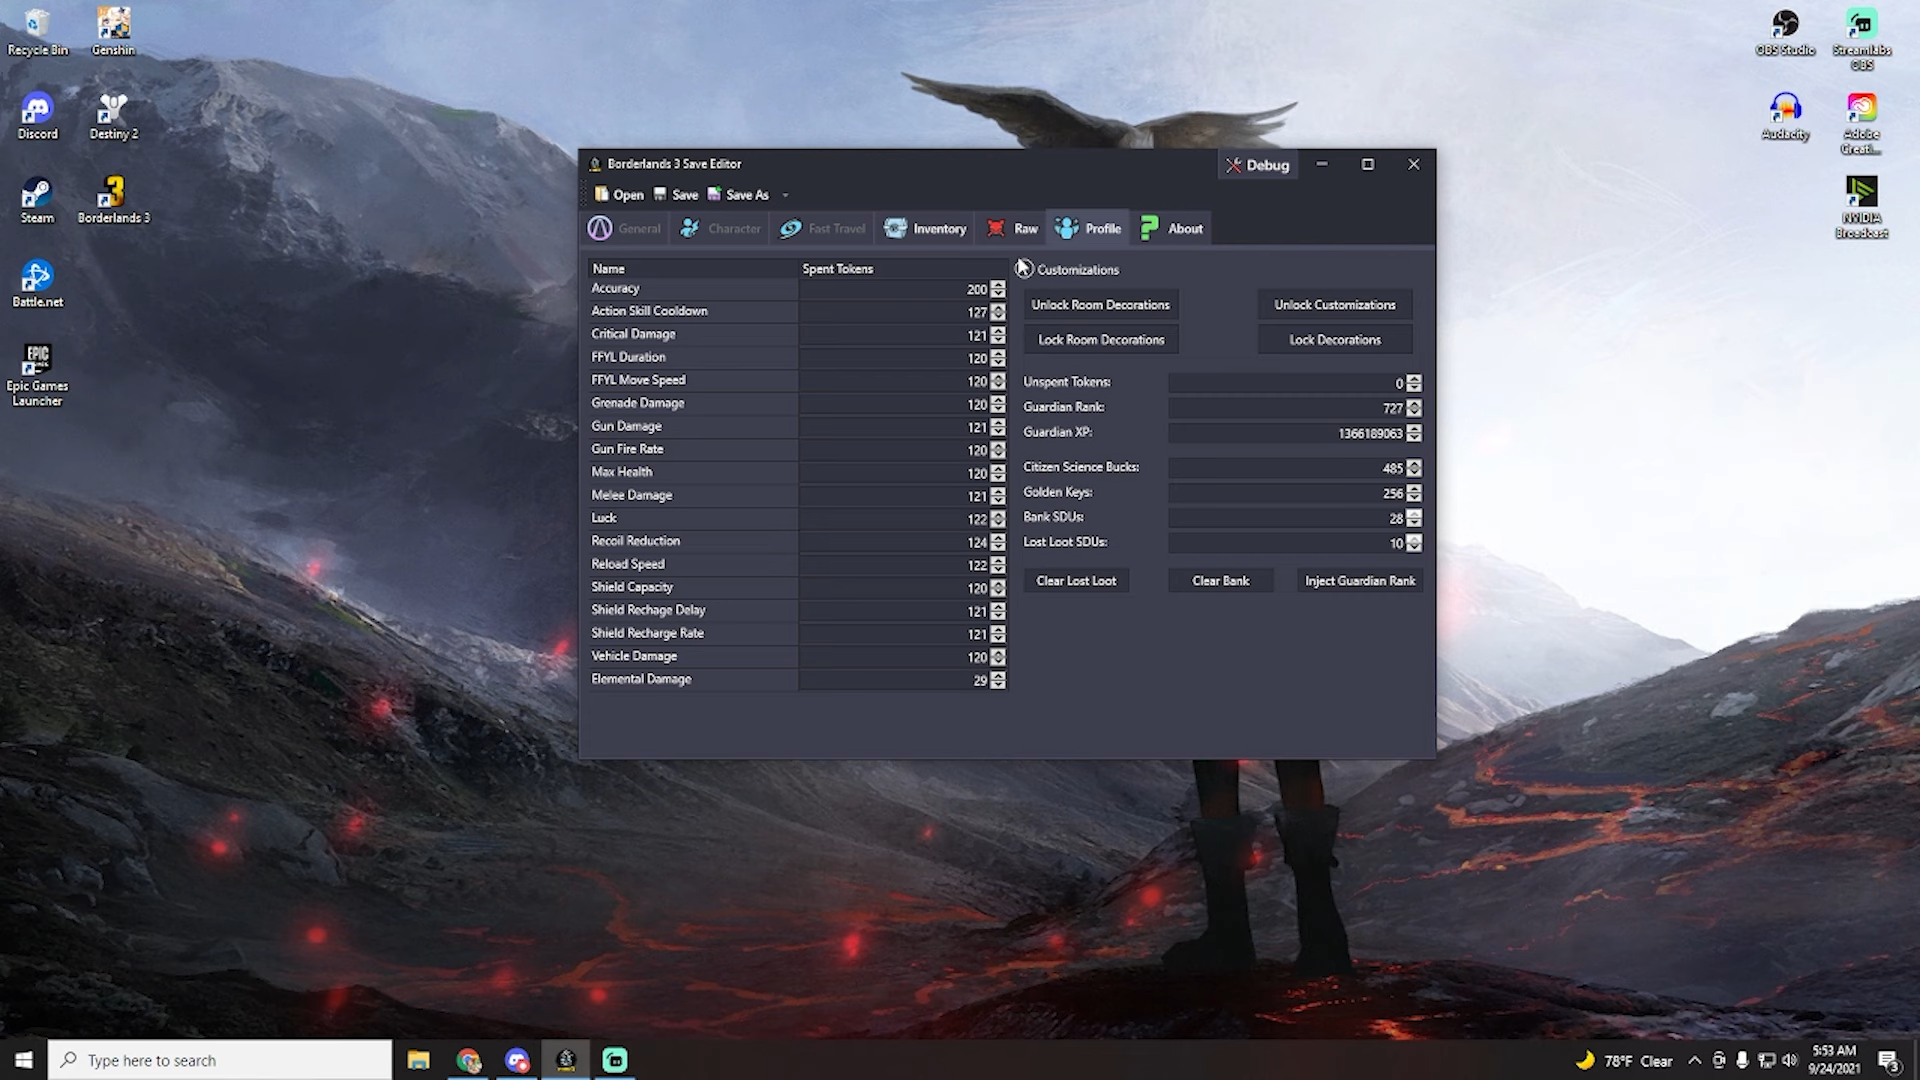 Recycle Bin
Genshin
OBS Studio
Streamlabs OBS
Discord
Destiny 2
Audacity
Adobe Creati...
Steam
Borderlands 3
NVIDIA Broadcast
Battle.net
EPIC GAMES
Epic Games Launcher
Borderlands 3 Save Editor
Debug
Open
Save
Save As
General
Character
Fast Travel
Inventory
Raw
Profile
About
Name
Spent Tokens
Accuracy 200
Action Skill Cooldown 127
Critical Damage 121
FFYL Duration 120
FFYL Move Speed 120
Grenade Damage 120
Gun Damage 121
Gun Fire Rate 120
Max Health 120
Melee Damage 121
Luck 122
Recoil Reduction 124
Reload Speed 122
Shield Capacity 120
Shield Rechage Delay 121
Shield Recharge Rate 121
Vehicle Damage 120
Elemental Damage 29
Customizations
Unlock Room Decorations
Unlock Customizations
Lock Room Decorations
Lock Decorations
Unspent Tokens: 0
Guardian Rank: 727
Guardian XP: 1366189063
Citizen Science Bucks: 485
Golden Keys: 256
Bank SDUs: 28
Lost Loot SDUs: 10
Clear Lost Loot
Clear Bank
Inject Guardian Rank
Type here to search
78°F Clear
5:53 AM
9/24/2021
3